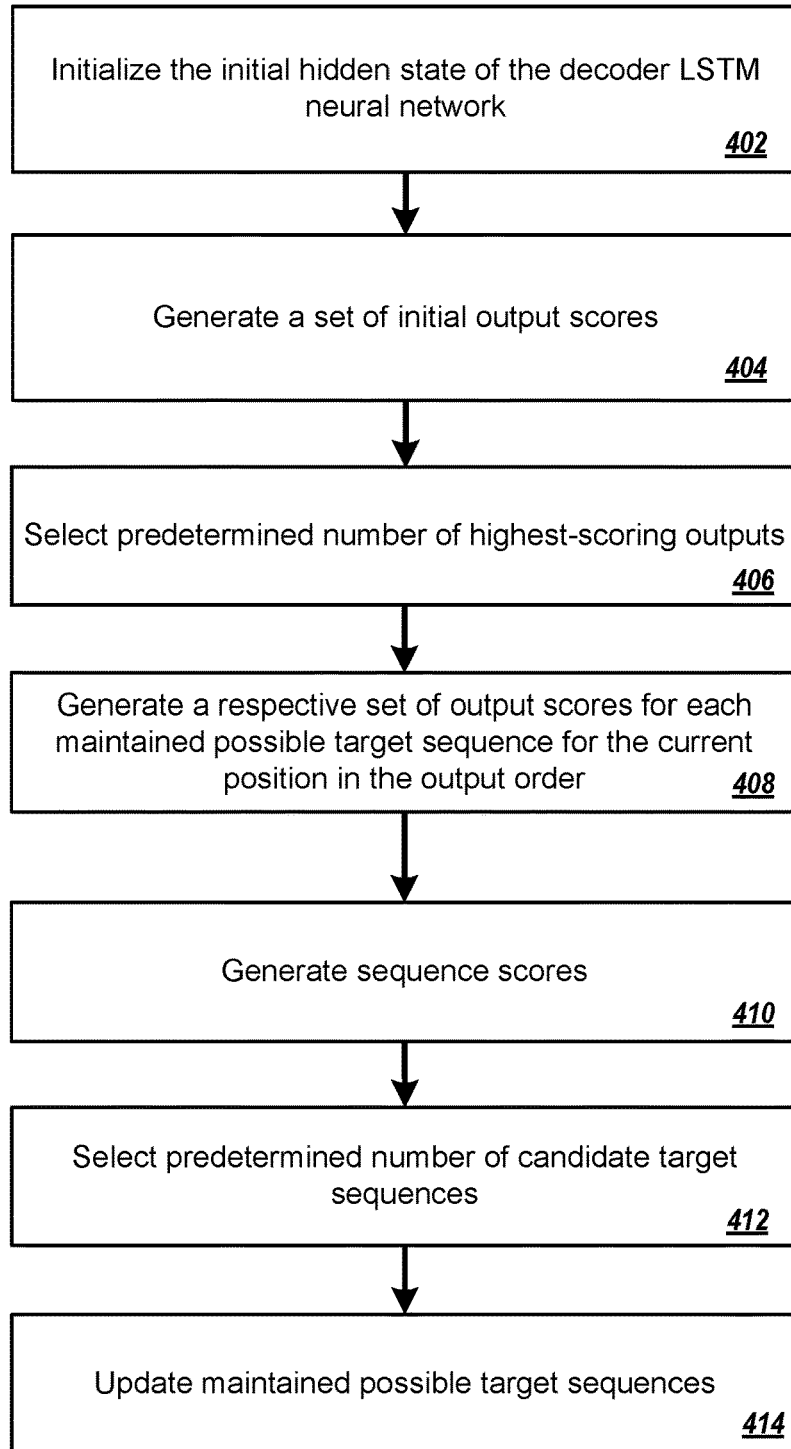 Initialize the initial hidden state of the decoder LSTM
neural network
402
Generate a set of initial output scores
404
Select predetermined number of highest-scoring outputs
406
Generate a respective set of output scores for each
maintained possible target sequence for the current
position in the output order
408
Generate sequence scores
410
Select predetermined number of candidate target
sequences
412
Update maintained possible target sequences
414